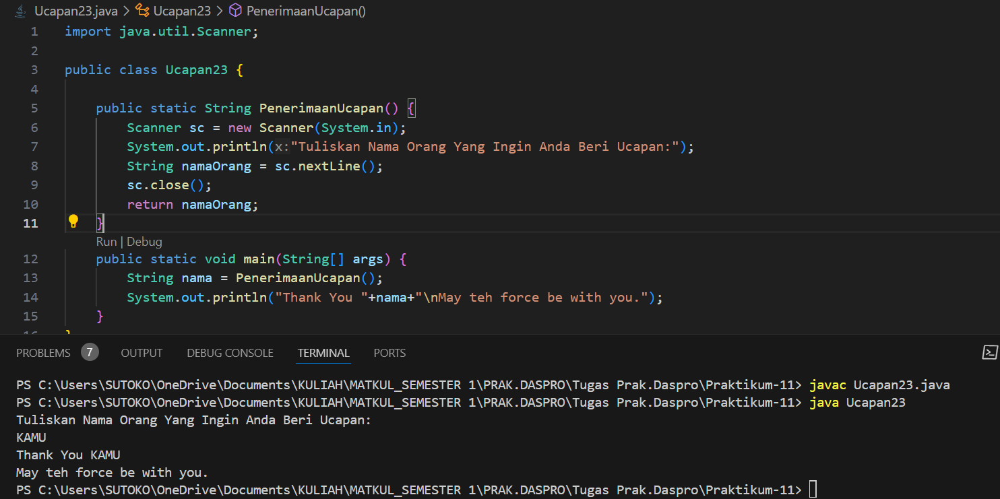 Ucapan23.java > Ucapan23 > PenerimaanUcapan()
1 import java.util.Scanner;
2
3 public class Ucapan23 {
4
5 public static String PenerimaanUcapan() {
6 Scanner sc = new Scanner(System.in);
7 System.out.println(x:"Tuliskan Nama Orang Yang Ingin Anda Beri Ucapan:");
8 String namaOrang = sc.nextLine();
9 sc.close();
10 return namaOrang;
11 }
Run | Debug
12 public static void main(String[] args) {
13 String nama = PenerimaanUcapan();
14 System.out.println("Thank You "+nama+"\nMay teh force be with you.");
15 }
16 }
PROBLEMS 7 OUTPUT DEBUG CONSOLE TERMINAL PORTS
PS C:\Users\SUTOKO\OneDrive\Documents\KULIAH\MATKUL_SEMESTER 1\PRAK.DASPRO\Tugas Prak.Daspro\Praktikum-11> javac Ucapan23.java
PS C:\Users\SUTOKO\OneDrive\Documents\KULIAH\MATKUL_SEMESTER 1\PRAK.DASPRO\Tugas Prak.Daspro\Praktikum-11> java Ucapan23
Tuliskan Nama Orang Yang Ingin Anda Beri Ucapan:
KAMU
Thank You KAMU
May teh force be with you.
PS C:\Users\SUTOKO\OneDrive\Documents\KULIAH\MATKUL_SEMESTER 1\PRAK.DASPRO\Tugas Prak.Daspro\Praktikum-11>